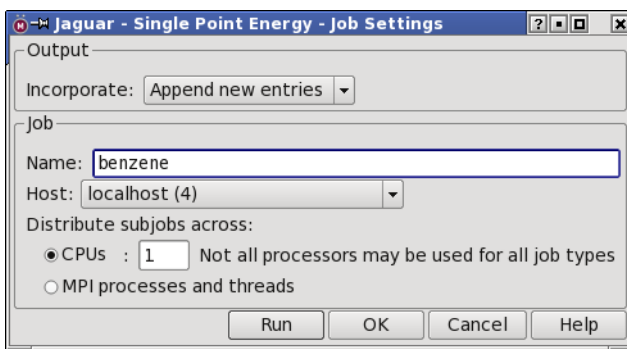 Jaguar - Single Point Energy - Job Settings
Output
Incorporate: Append new entries
Job
Name: benzene
Host: localhost (4)
Distribute subjobs across:
CPUs : 1 Not all processors may be used for all job types
MPI processes and threads
Run OK Cancel Help